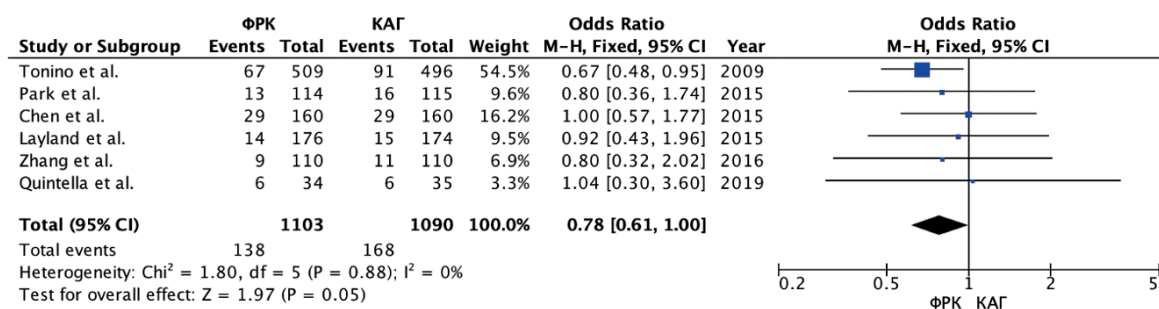 ФРК КАГ Odds Ratio Odds Ratio
Study or Subgroup Events Total Events Total Weight M-H, Fixed, 95% CI Year M-H, Fixed, 95% CI
Tonino et al. 67 509 91 496 54.5% 0.67 [0.48, 0.95] 2009
Park et al. 13 114 16 115 9.6% 0.80 [0.36, 1.74] 2015
Chen et al. 29 160 29 160 16.2% 1.00 [0.57, 1.77] 2015
Layland et al. 14 176 15 174 9.5% 0.92 [0.43, 1.96] 2015
Zhang et al. 9 110 11 110 6.9% 0.80 [0.32, 2.02] 2016
Quintella et al. 6 34 6 35 3.3% 1.04 [0.30, 3.60] 2019
Total (95% CI) 1103 1090 100.0% 0.78 [0.61, 1.00]
Total events 138 168
Heterogeneity: Chi² = 1.80, df = 5 (P = 0.88); I² = 0%
Test for overall effect: Z = 1.97 (P = 0.05)
0.2 0.5 1 2 5
ФРК КАГ